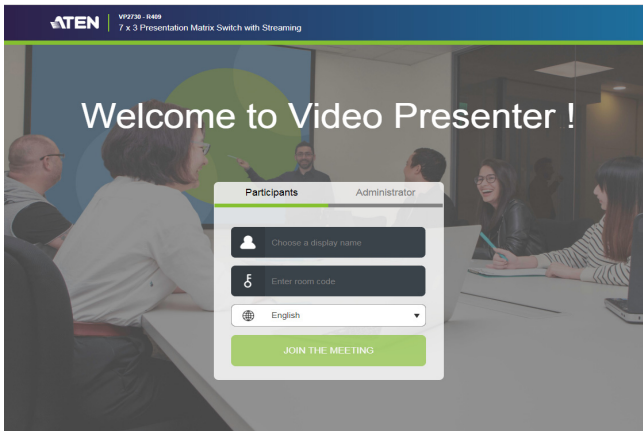 ATEN
VP2730 - R409
7 x 3 Presentation Matrix Switch with Streaming
Welcome to Video Presenter !
Participants
Administrator
Choose a display name
Enter room code
English
JOIN THE MEETING